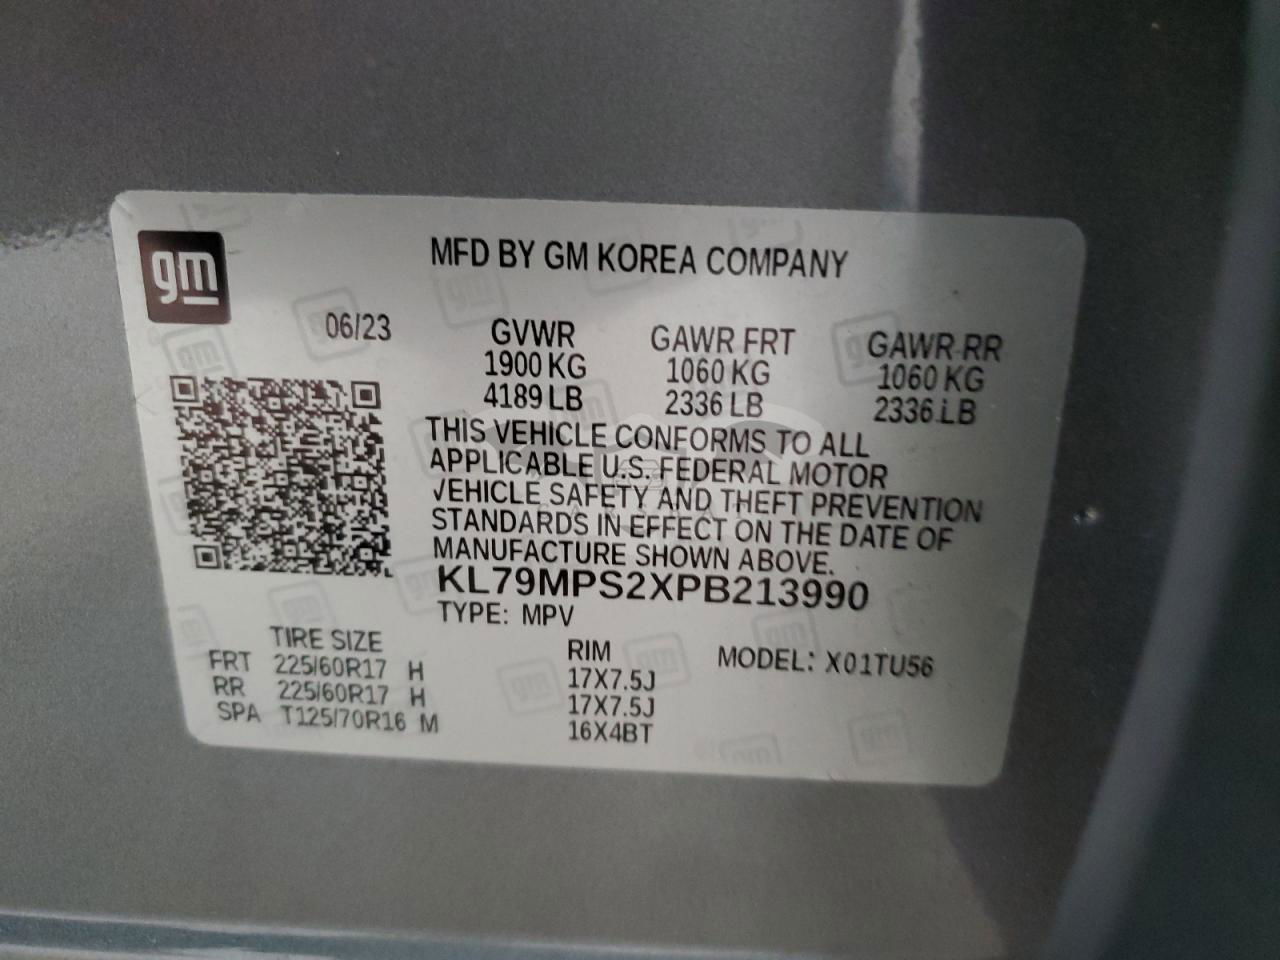 gm
MFD BY GM KOREA COMPANY
06/23 GVWR GAWR FRT GAWR RR
1900 KG 1060 KG 1060 KG
4189 LB 2336 LB 2336 LB
THIS VEHICLE CONFORMS TO ALL
APPLICABLE U.S. FEDERAL MOTOR
VEHICLE SAFETY AND THEFT PREVENTION
STANDARDS IN EFFECT ON THE DATE OF
MANUFACTURE SHOWN ABOVE.
KL79MPS2XPB213990
TYPE: MPV
TIRE SIZE RIM MODEL: X01TU56
FRT 225/60R17 H 17X7.5J
RR 225/60R17 H 17X7.5J
SPA T125/70R16 M 16X4BT